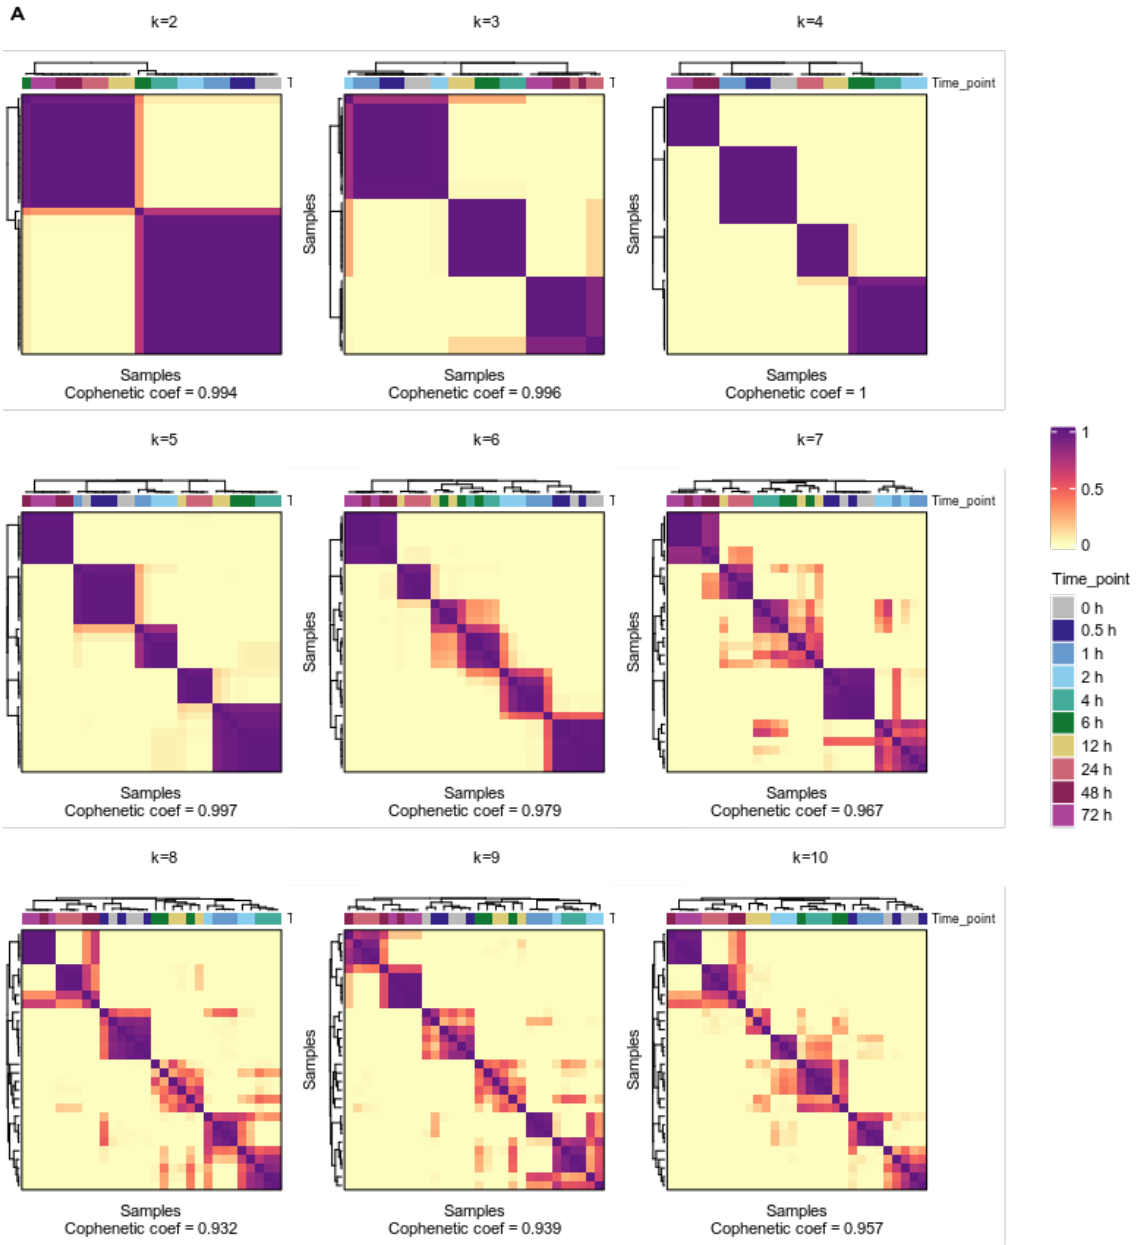 A
k=2 k=3 k=4
T T Time_point
Samples Samples
Samples Samples Samples
Cophenetic coef = 0.994 Cophenetic coef = 0.996 Cophenetic coef = 1
k=5 k=6 k=7
T T Time_point
Samples Samples
Samples Samples Samples
Cophenetic coef = 0.997 Cophenetic coef = 0.979 Cophenetic coef = 0.967
1
0.5
0
Time_point
0 h
0.5 h
1 h
2 h
4 h
6 h
12 h
24 h
48 h
72 h
k=8 k=9 k=10
T T Time_point
Samples Samples
Samples Samples Samples
Cophenetic coef = 0.932 Cophenetic coef = 0.939 Cophenetic coef = 0.957